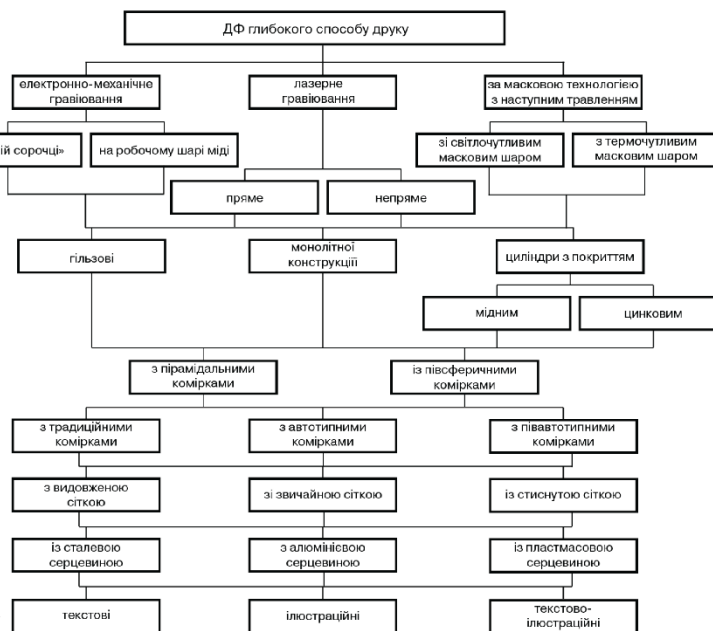 ДФ глибокого способу друку
електронно-механічне
гравіювання
лазерне
гравіювання
за масковою технологією
з наступним травленням
ій сорочці»
на робочому шарі міді
зі світлочутливим
масковим шаром
з термочутливим
масковим шаром
пряме
непряме
гільзові
монолітної
конструкції
циліндри з покриттям
мідним
цинковим
з пірамідальними
комірками
із півсферичними
комірками
з традиційними
комірками
з автотипними
комірками
з півавтотипними
комірками
з видовженою
сіткою
зі звичайною сіткою
із стиснутою сіткою
із сталевою
серцевиною
з алюмінієвою
серцевиною
із пластмасовою
серцевиною
текстові
ілюстраційні
текстово-
ілюстраційні